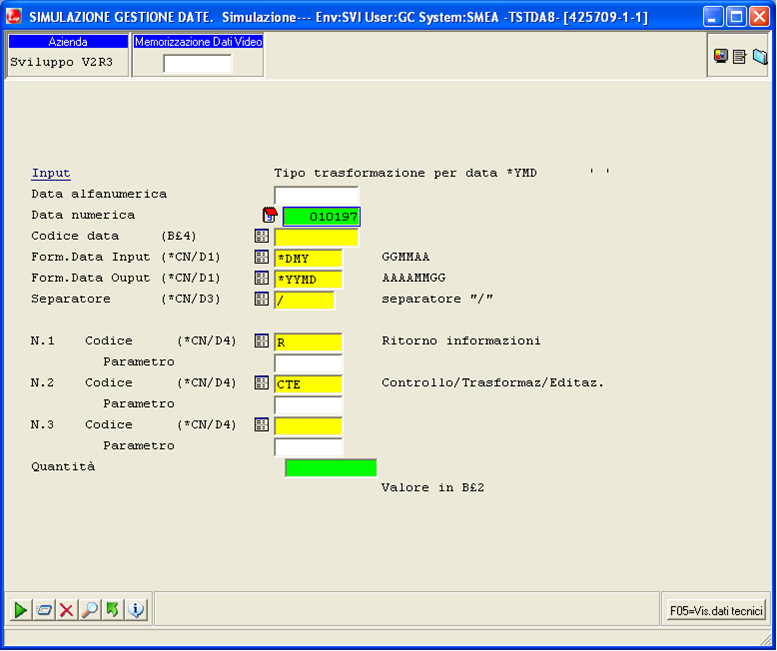 SIMULAZIONE GESTIONE DATE. Simulazione--- Env:SVI User:GC System:SMEA -TSTDA8- [425709-1-1]
Azienda
Memorizzazione Dati Video
Sviluppo V2R3
Input Tipo trasformazione per data *YMD ' '
Data alfanumerica
Data numerica 010197
Codice data (B£4)
Form.Data Input (*CN/D1) *DMY GGMMAA
Form.Data Ouput (*CN/D1) *YYMD AAAAMMGG
Separatore (*CN/D3) / separatore "/"
N.1 Codice (*CN/D4) R Ritorno informazioni
Parametro
N.2 Codice (*CN/D4) CTE Controllo/Trasformaz/Editaz.
Parametro
N.3 Codice (*CN/D4)
Parametro
Quantità
Valore in B£2
F05=Vis.dati tecnici